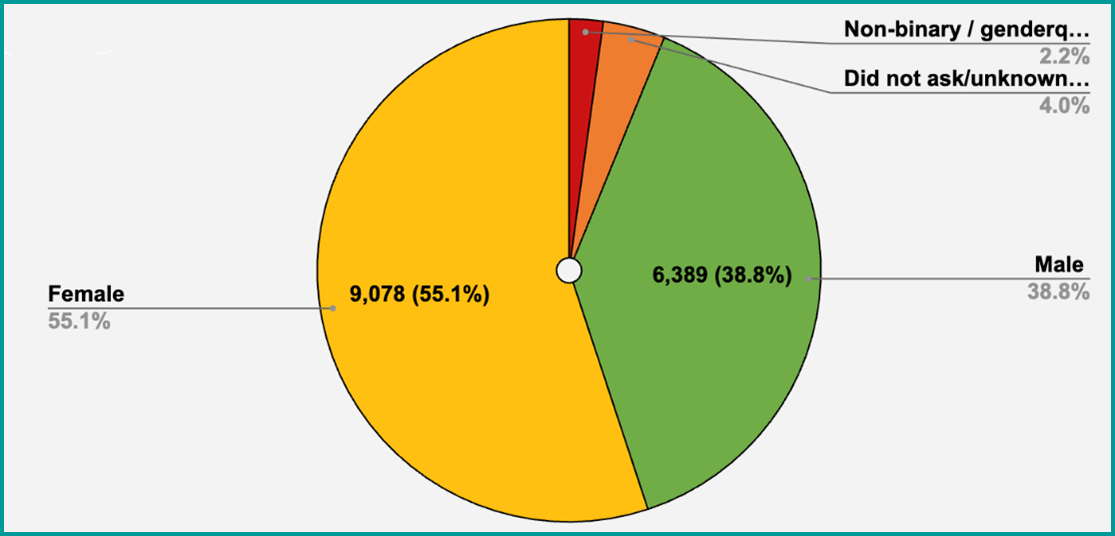 Non-binary / genderq...
2.2%
Did not ask/unknown...
4.0%
Male
38.8%
6,389 (38.8%)
Female
55.1%
9,078 (55.1%)